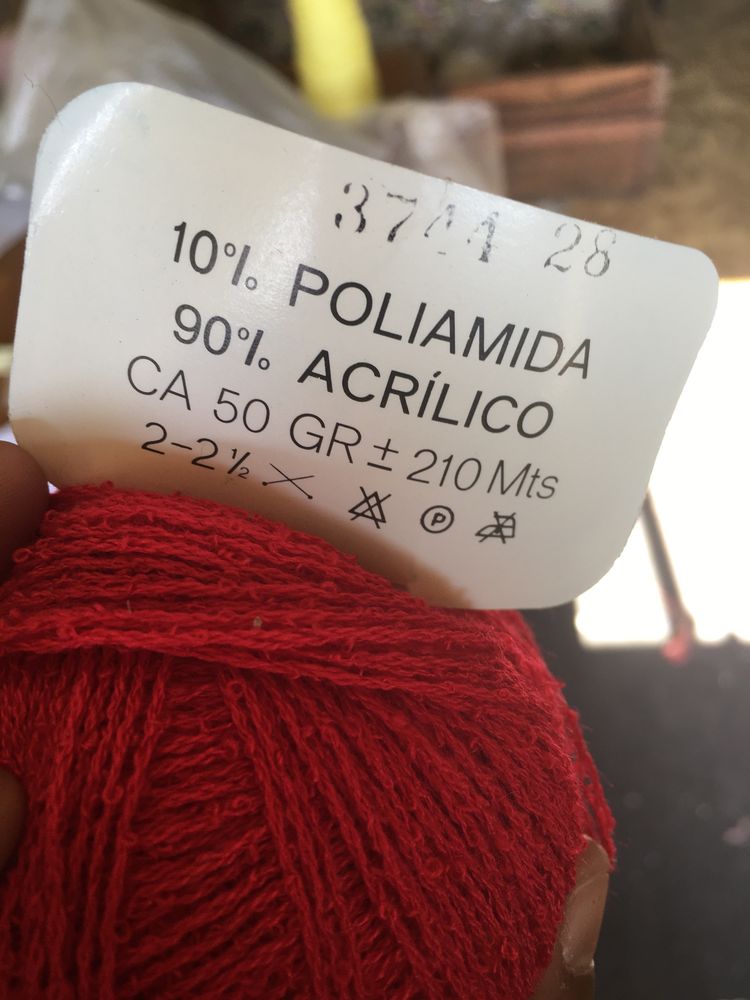 3744 28
10% POLIAMIDA
90% ACRÍLICO
CA 50 GR ± 210 Mts
2-2½
P